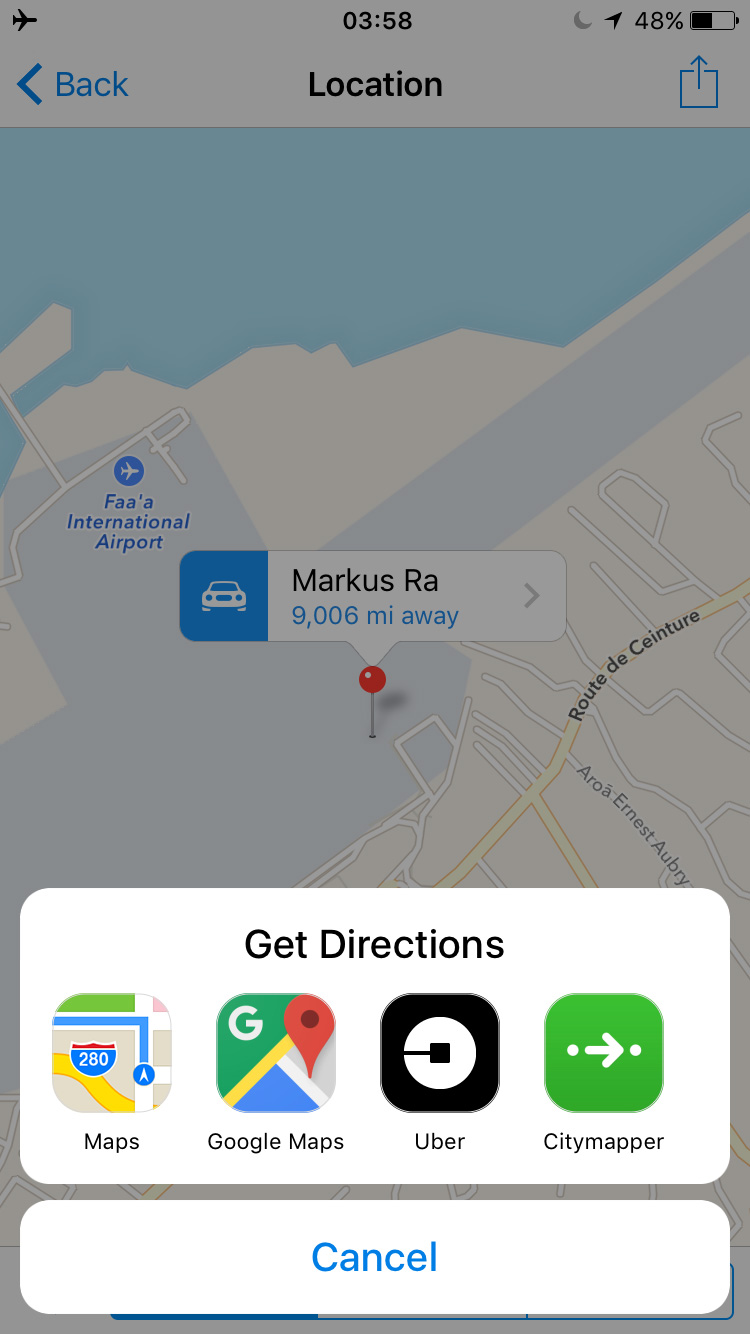 03:58
48%
Back
Location
Faa'a
International
Airport
Markus Ra
9,006 mi away
Route de Ceinture
Aroā Ernest Aubry
Get Directions
280
G
Maps
Google Maps
Uber
Citymapper
Cancel